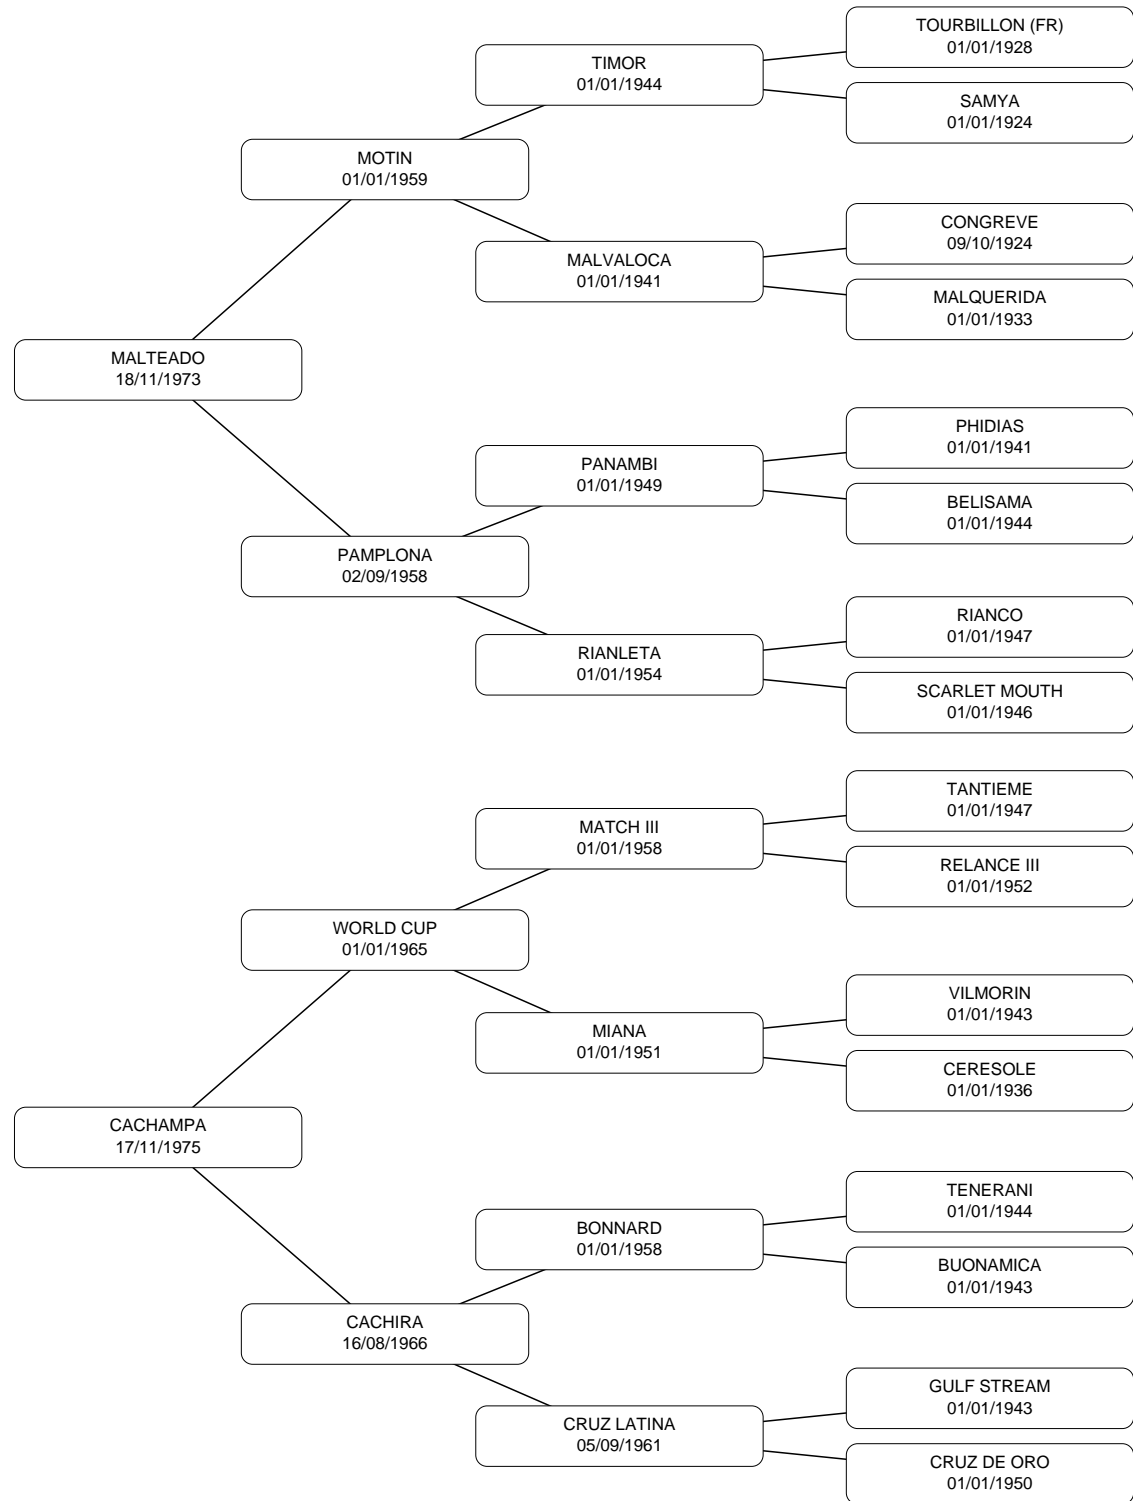 TOURBILLON (FR)
01/01/1928
TIMOR
01/01/1944
SAMYA
01/01/1924
MOTIN
01/01/1959
CONGREVE
09/10/1924
MALVALOCA
01/01/1941
MALQUERIDA
01/01/1933
MALTEADO
18/11/1973
PHIDIAS
01/01/1941
PANAMBI
01/01/1949
BELISAMA
01/01/1944
PAMPLONA
02/09/1958
RIANCO
01/01/1947
RIANLETA
01/01/1954
SCARLET MOUTH
01/01/1946
TANTIEME
01/01/1947
MATCH III
01/01/1958
RELANCE III
01/01/1952
WORLD CUP
01/01/1965
VILMORIN
01/01/1943
MIANA
01/01/1951
CERESOLE
01/01/1936
CACHAMPA
17/11/1975
TENERANI
01/01/1944
BONNARD
01/01/1958
BUONAMICA
01/01/1943
CACHIRA
16/08/1966
GULF STREAM
01/01/1943
CRUZ LATINA
05/09/1961
CRUZ DE ORO
01/01/1950